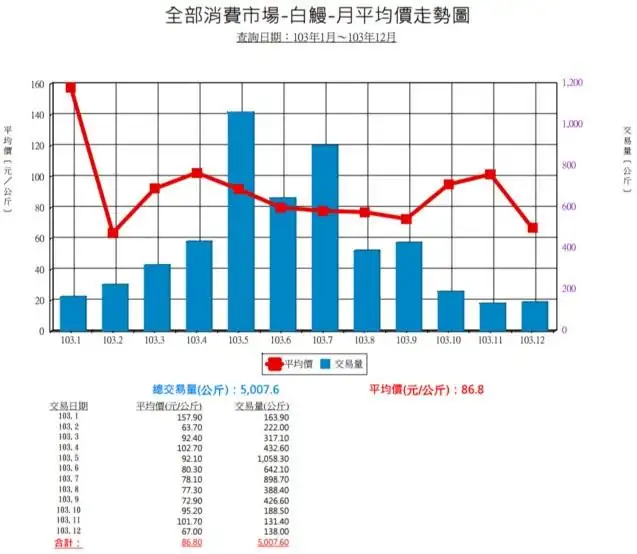 全部消費市場-白鰻-月平均價走勢圖
查詢日期：103年1月～103年12月
平均價（元／公斤）
交易量（公斤）
160
140
120
100
80
60
40
20
0
1,200
1,000
800
600
400
200
0
103.1 103.2 103.3 103.4 103.5 103.6 103.7 103.8 103.9 103.10 103.11 103.12
平均價 交易量
總交易量(公斤)：5,007.6 平均價(元/公斤)：86.8
交易日期 平均價(元/公斤) 交易量(公斤)
103.1 157.90 163.90
103.2 63.70 222.00
103.3 92.40 317.10
103.4 102.70 432.60
103.5 92.10 1,058.30
103.6 80.30 642.10
103.7 78.10 898.70
103.8 77.30 388.40
103.9 72.90 426.60
103.10 95.20 188.50
103.11 101.70 131.40
103.12 67.00 138.00
合計： 86.80 5,007.60